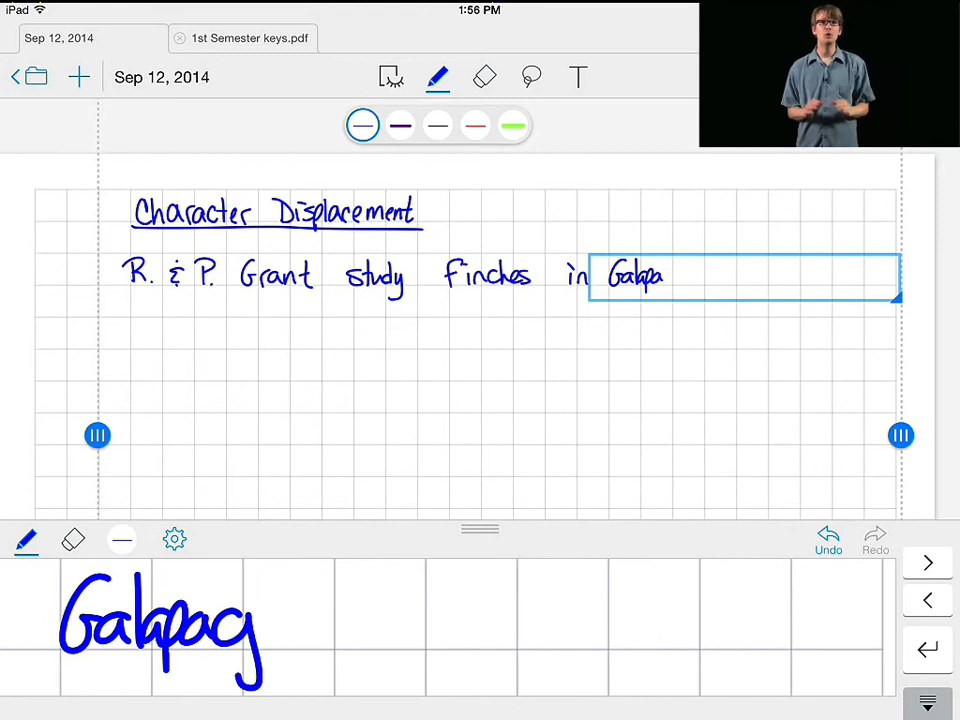 iPad 1:56 PM
Sep 12, 2014 1st Semester keys.pdf
Sep 12, 2014 T
Character Displacement
R. & P. Grant study finches in Galapa
Undo Redo
Galapag